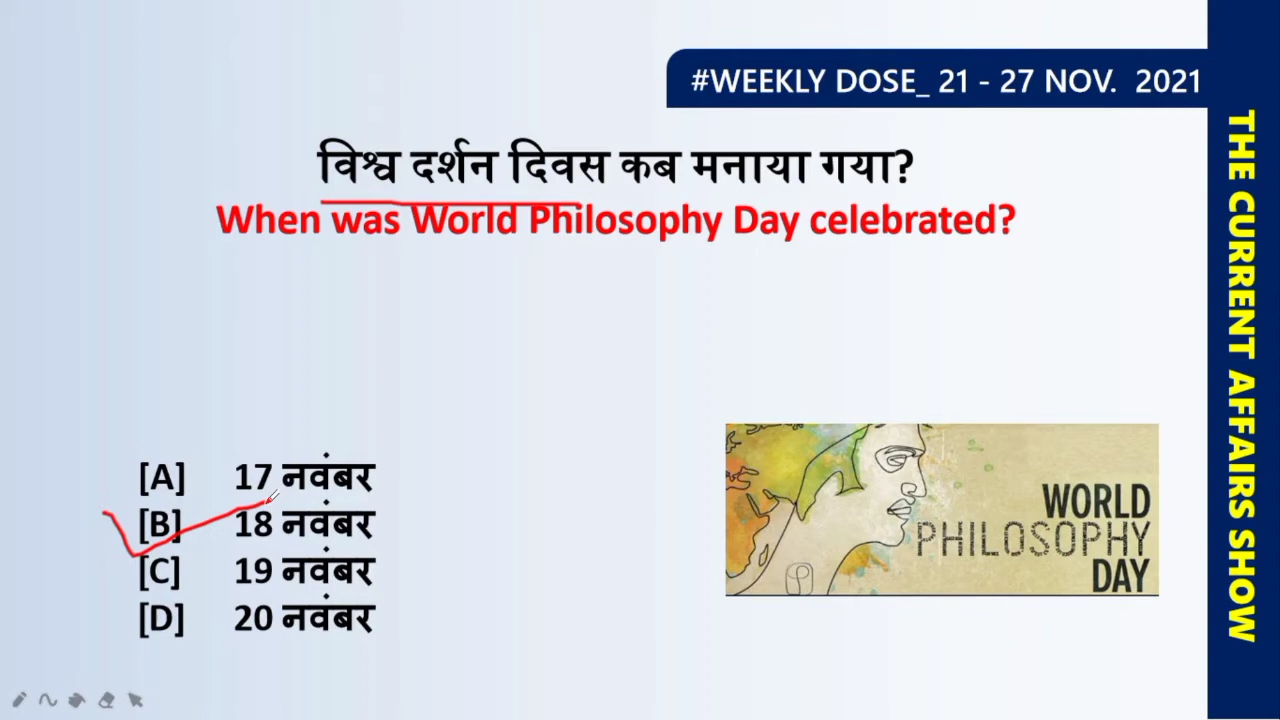 #WEEKLY DOSE_ 21 - 27 NOV. 2021
विश्व दर्शन दिवस कब मनाया गया?
When was World Philosophy Day celebrated?
[A] 17 नवंबर
[B] 18 नवंबर
[C] 19 नवंबर
[D] 20 नवंबर
WORLD
PHILOSOPHY
DAY
THE CURRENT AFFAIRS SHOW